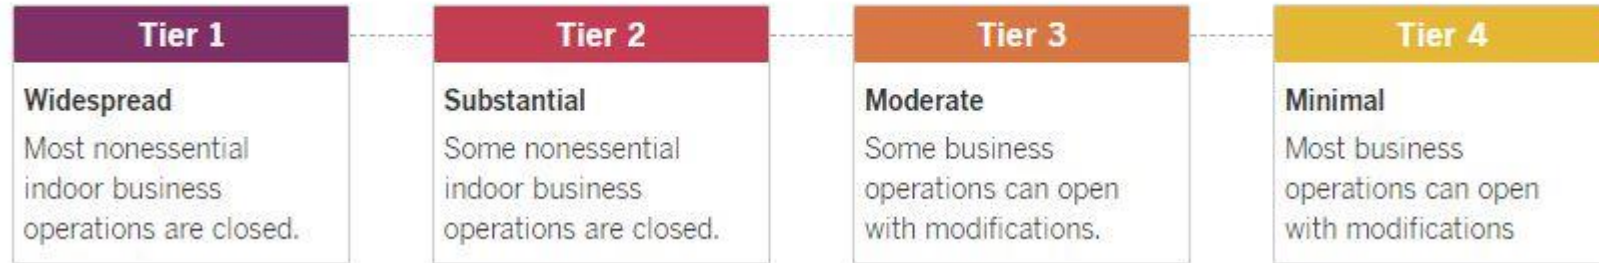 Tier 1
Widespread
Most nonessential
indoor business
operations are closed.
Tier 2
Substantial
Some nonessential
indoor business
operations are closed.
Tier 3
Moderate
Some business
operations can open
with modifications.
Tier 4
Minimal
Most business
operations can open
with modifications